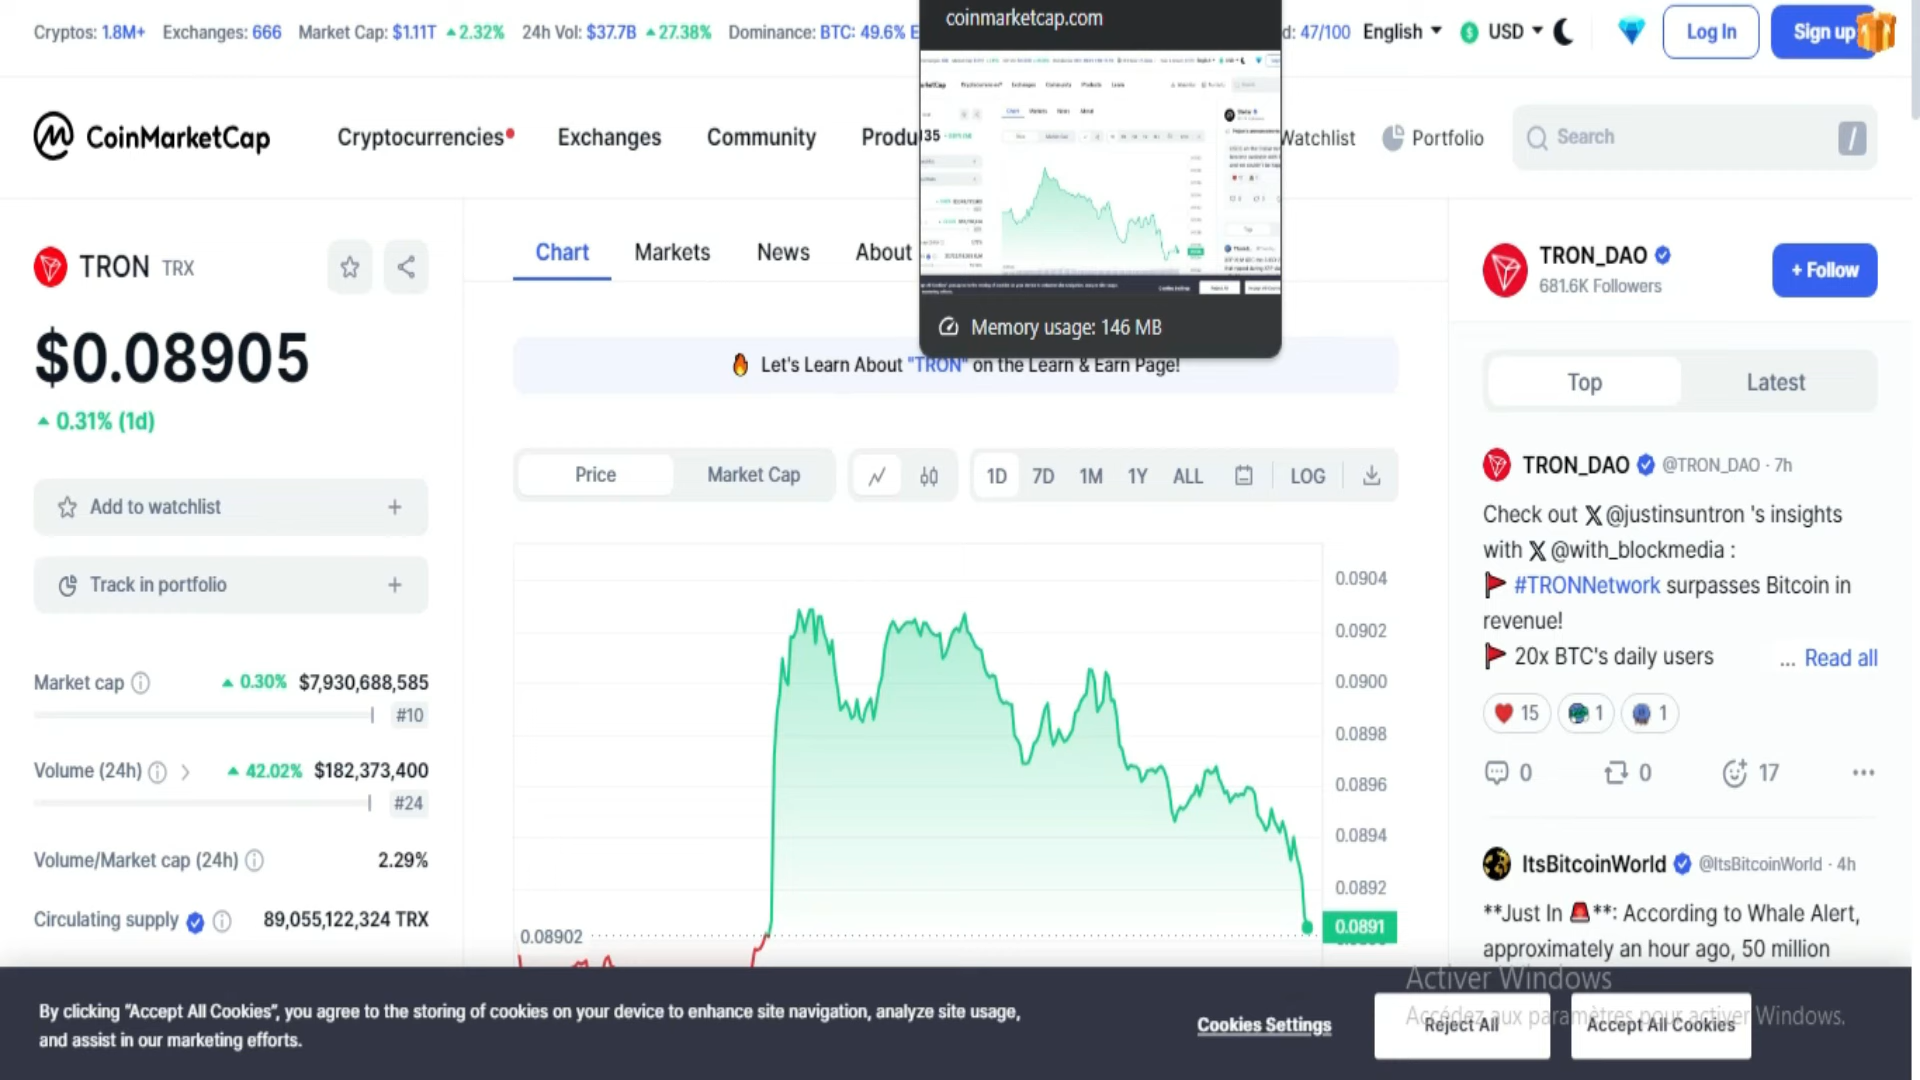 Cryptos: 1.8M+ Exchanges: 666 Market Cap: $1.11T 2.32% 24h Vol: $37.7B 27.38% Dominance: BTC: 49.6% E
coinmarketcap.com
d: 47/100 English USD Log In Sign up
CoinMarketCap Cryptocurrencies Exchanges Community Produ
Watchlist Portfolio Search /
TRON TRX
Chart Markets News About
TRON_DAO
681.6K Followers
+ Follow
$0.08905
0.31% (1d)
Memory usage: 146 MB
Let's Learn About "TRON" on the Learn & Earn Page!
Top Latest
Price Market Cap 1D 7D 1M 1Y ALL LOG
Add to watchlist +
Track in portfolio +
Market cap 0.30% $7,930,688,585
#10
Volume (24h) 42.02% $182,373,400
#24
Volume/Market cap (24h) 2.29%
Circulating supply 89,055,122,324 TRX
0.0904
0.0902
0.0900
0.0898
0.0896
0.0894
0.0892
0.0891
0.08902
TRON_DAO @TRON_DAO · 7h
Check out X @justinsuntron 's insights
with X @with_blockmedia :
#TRONNetwork surpasses Bitcoin in
revenue!
20x BTC's daily users ... Read all
15 1 1
0 0 17
ItsBitcoinWorld @ItsBitcoinWorld · 4h
**Just In **: According to Whale Alert,
approximately an hour ago, 50 million
By clicking “Accept All Cookies”, you agree to the storing of cookies on your device to enhance site navigation, analyze site usage,
and assist in our marketing efforts.
Cookies Settings Reject All Accept All Cookies
Activer Windows
Accédez aux paramètres pour activer Windows.